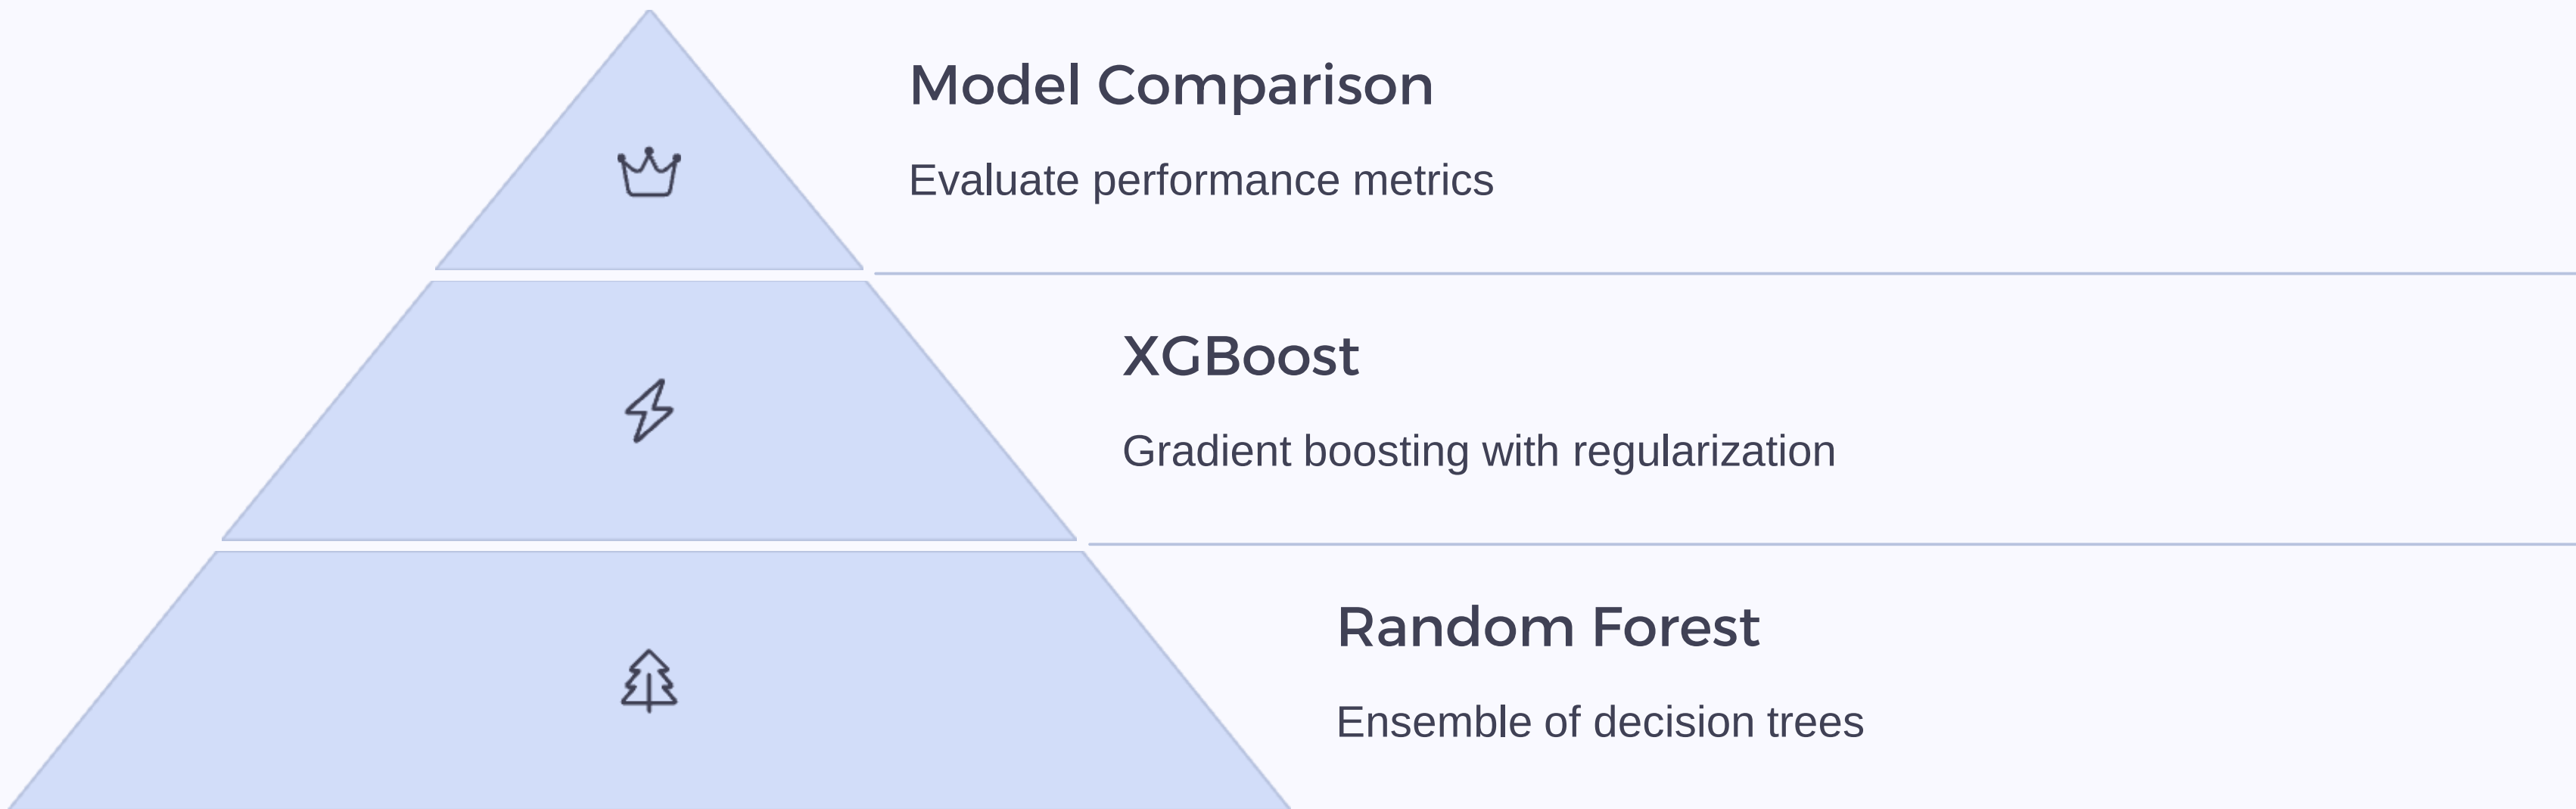 Model Comparison
Evaluate performance metrics
XGBoost
Gradient boosting with regularization
Random Forest
Ensemble of decision trees